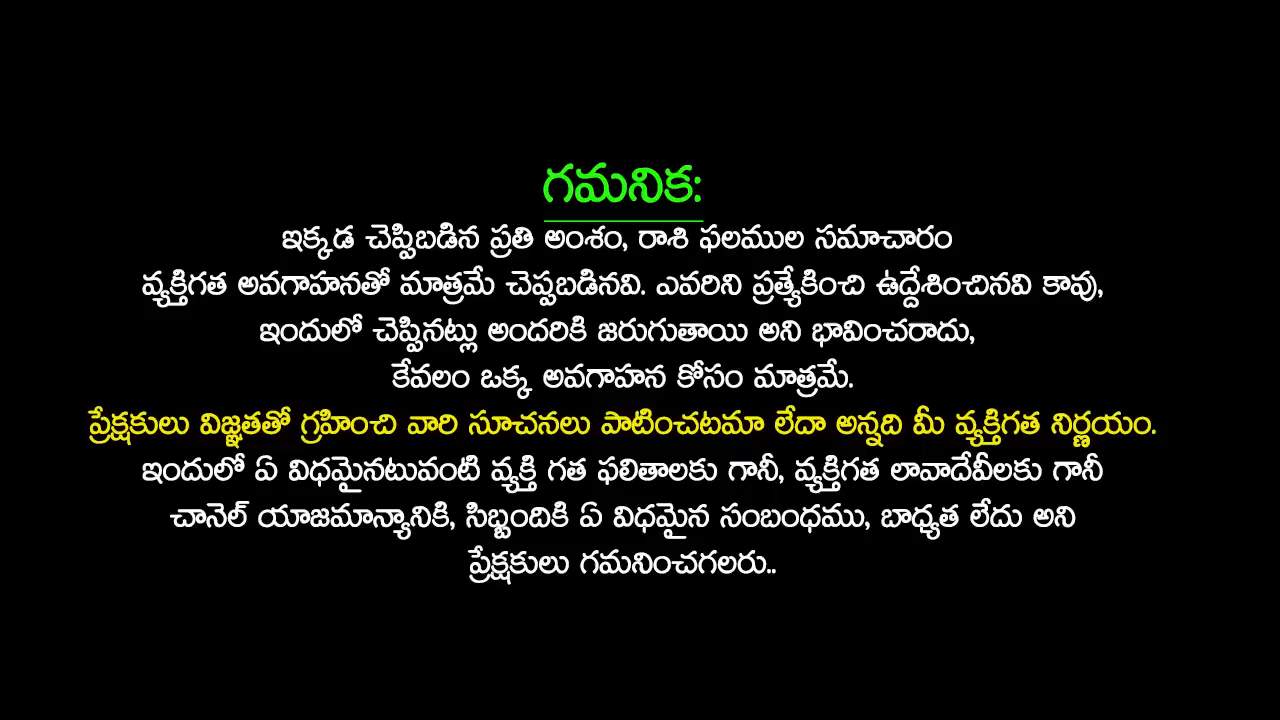 గమనిక:
ఇక్కడ చెప్పిబడిన ప్రతి అంశం, రాశి ఫలముల సమాచారం
వ్యక్తిగత అవగాహనతో మాత్రమే చెప్పబడినవి. ఎవరిని ప్రత్యేకించి ఉద్దేశించినవి కావు,
ఇందులో చెప్పినట్లు అందరికి జరుగుతాయి అని భావించరాదు,
కేవలం ఒక్క అవగాహన కోసం మాత్రమే.
ప్రేక్షకులు విజ్ఞతతో గ్రహించి వారి సూచనలు పాటించటమా లేదా అన్నది మీ వ్యక్తిగత నిర్ణయం.
ఇందులో ఏ విధమైనటువంటి వ్యక్తి గత ఫలితాలకు గానీ, వ్యక్తిగత లావాదేవీలకు గానీ
చానెల్ యాజమాన్యానికి, సిబ్బందికి ఏ విధమైన సంబంధము, బాధ్యత లేదు అని
ప్రేక్షకులు గమనించగలరు..